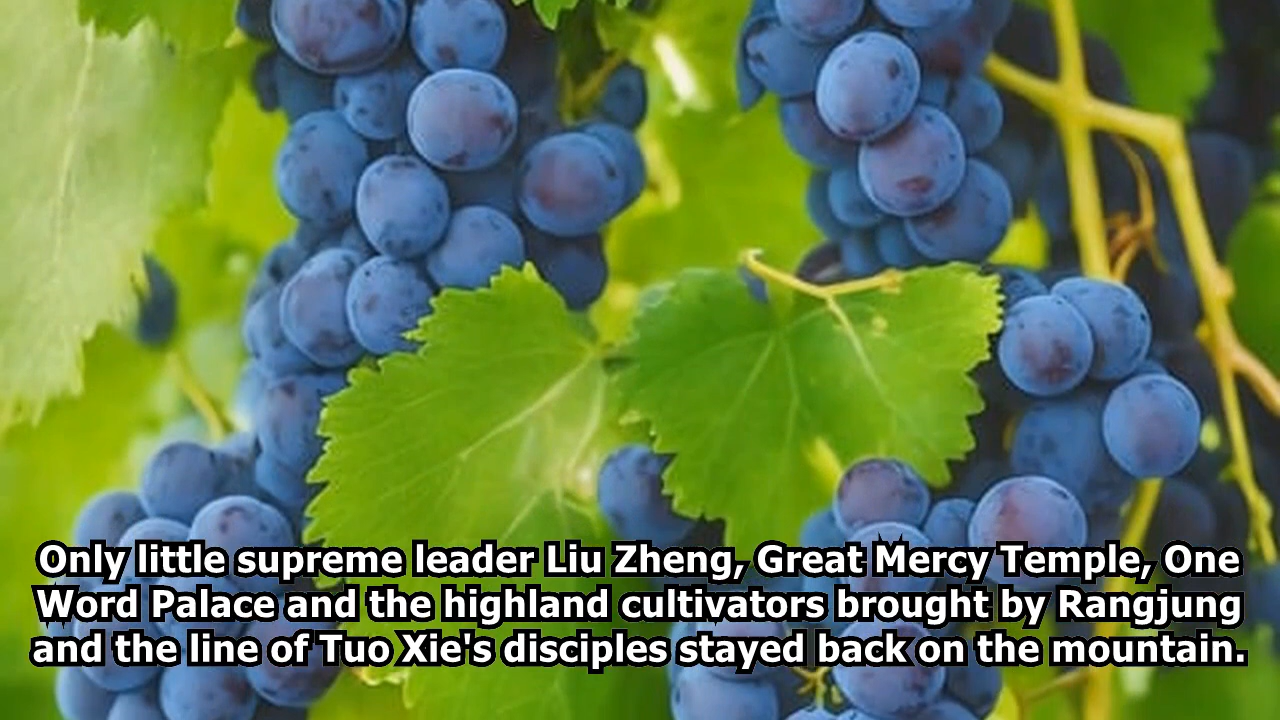 Only little supreme leader Liu Zheng, Great Mercy Temple, One
Word Palace and the highland cultivators brought by Rangjung
and the line of Tuo Xie's disciples stayed back on the mountain.